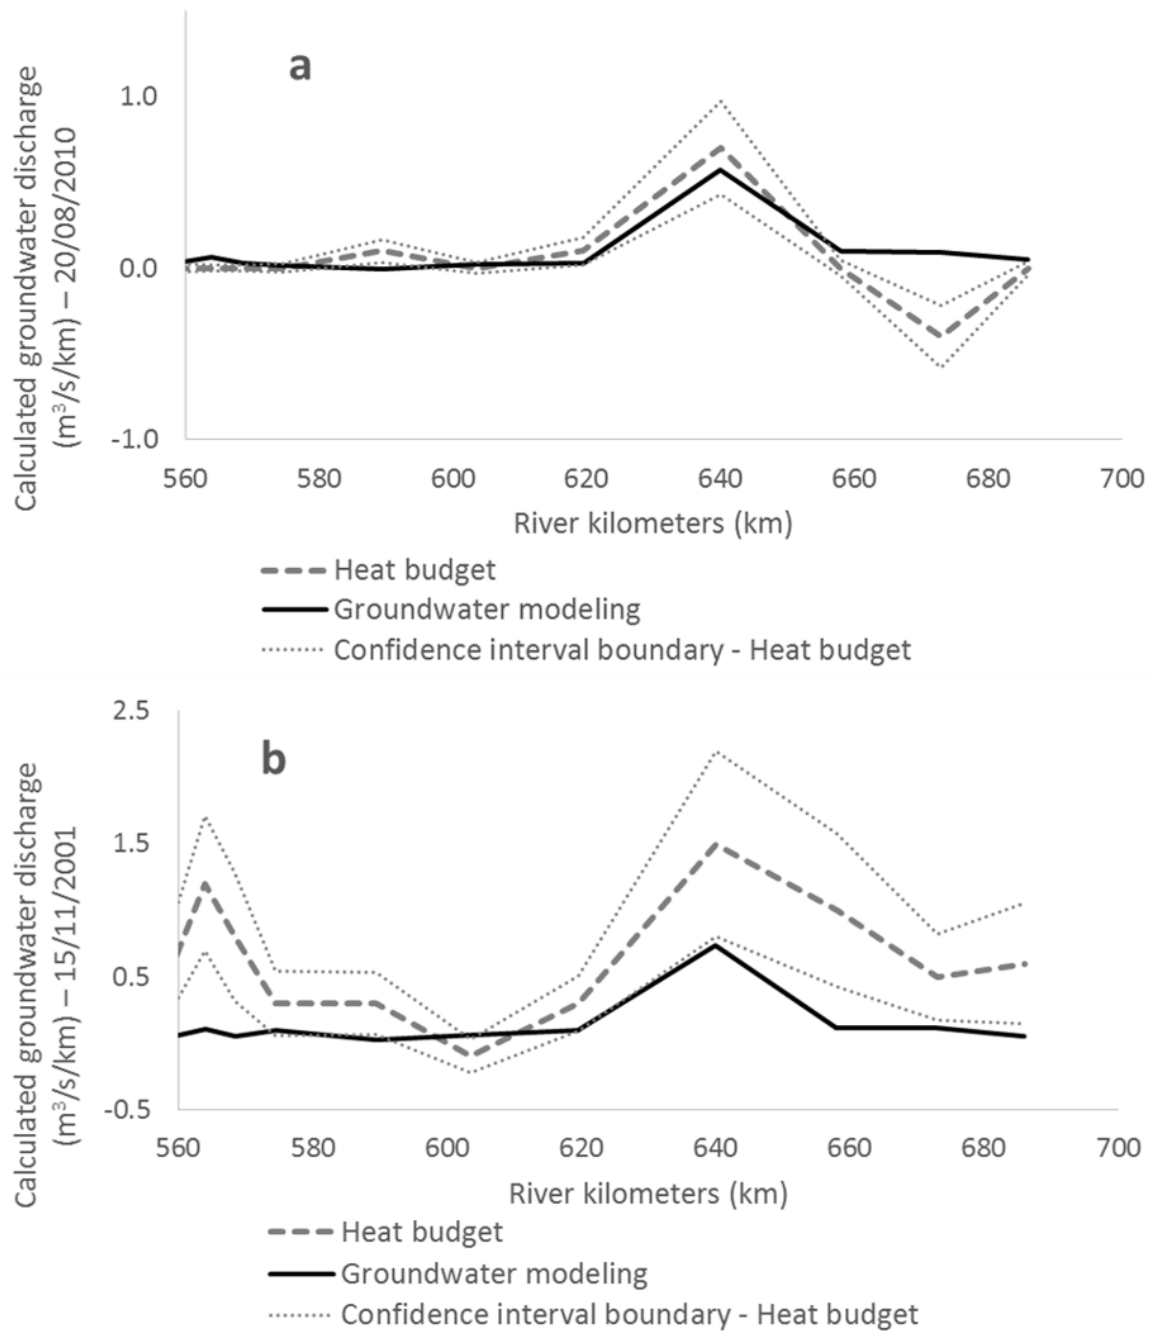 a
Calculated groundwater discharge
(m³/s/km) – 20/08/2010
1.0
0.0
-1.0
560 580 600 620 640 660 680 700
River kilometers (km)
Heat budget
Groundwater modeling
Confidence interval boundary - Heat budget
b
Calculated groundwater discharge
(m³/s/km) – 15/11/2001
2.5
1.5
0.5
-0.5
560 580 600 620 640 660 680 700
River kilometers (km)
Heat budget
Groundwater modeling
Confidence interval boundary - Heat budget